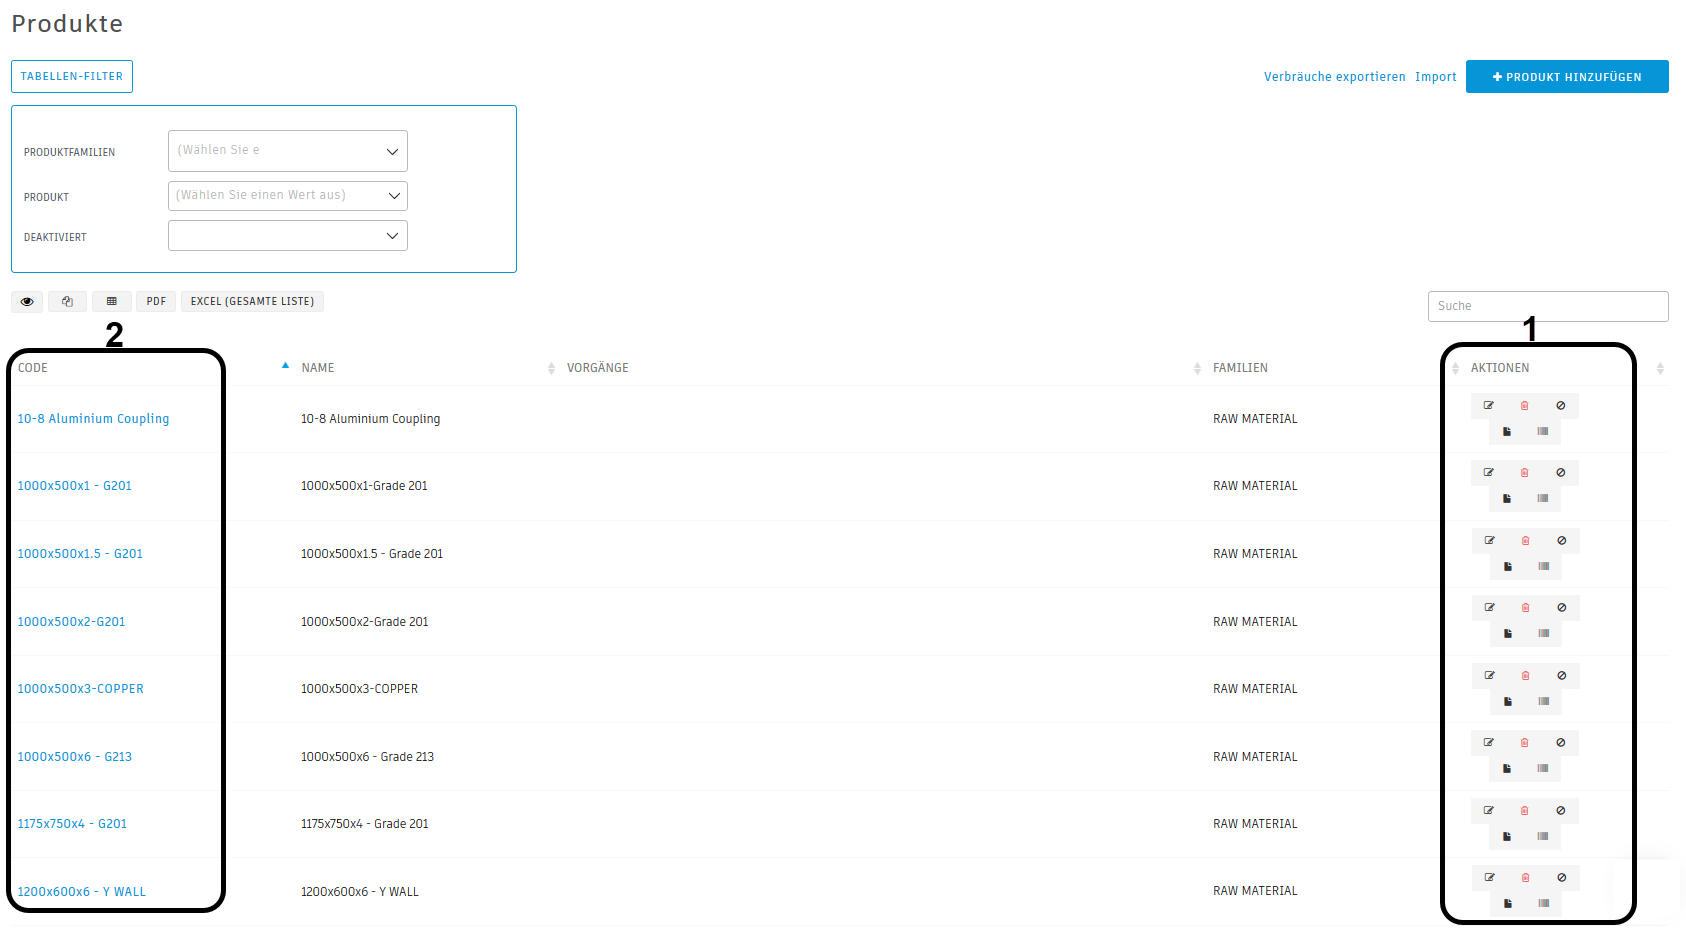 Produkte
TABELLEN-FILTER
Verbräuche exportieren Import PRODUKT HINZUFÜGEN
PRODUKTFAMILIEN (Wählen Sie e
PRODUKT (Wählen Sie einen Wert aus)
DEAKTIVIERT
PDF EXCEL (GESAMTE LISTE) Suche
2 1
CODE NAME VORGÄNGE FAMILIEN AKTIONEN
10-8 Aluminium Coupling 10-8 Aluminium Coupling RAW MATERIAL
1000x500x1 - G201 1000x500x1-Grade 201 RAW MATERIAL
1000x500x1.5 - G201 1000x500x1.5 - Grade 201 RAW MATERIAL
1000x500x2-G201 1000x500x2-Grade 201 RAW MATERIAL
1000x500x3-COPPER 1000x500x3-COPPER RAW MATERIAL
1000x500x6 - G213 1000x500x6 - Grade 213 RAW MATERIAL
1175x750x4 - G201 1175x750x4 - Grade 201 RAW MATERIAL
1200x600x6 - Y WALL 1200x600x6 - Y WALL RAW MATERIAL